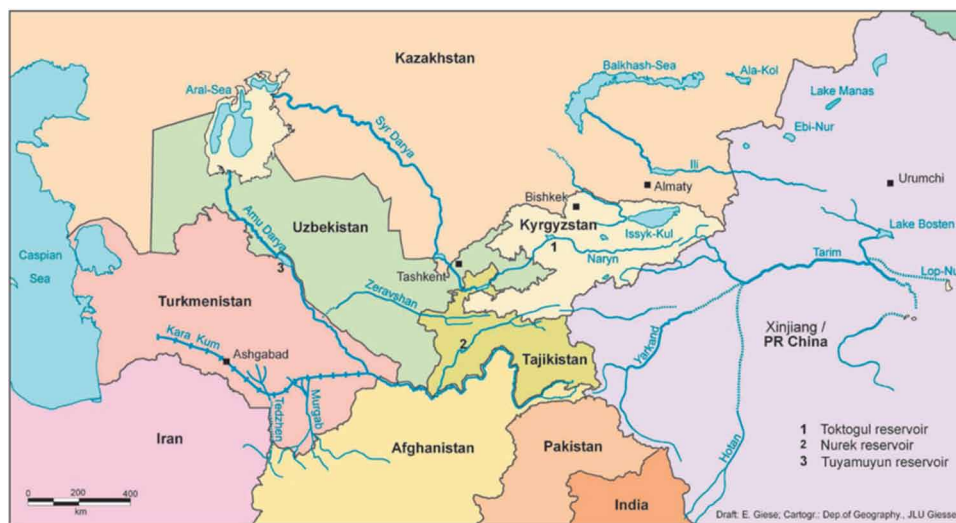 Kazakhstan
Balkhash-Sea
Ala-Kol
Lake Manas
Aral-Sea
Ebi-Nur
Syr Darya
Ili
Urumchi
Almaty
Bishkek
Kyrgyzstan
Issyk-Kul
Lake Bosten
Uzbekistan
Amu Darya
1
Naryn
Tarim
Caspian
Sea
3
Tashkent
Lop-Nu
Zeravshan
Turkmenistan
Xinjiang /
PR China
Kara Kum
2
Yarkand
Ashgabad
Tajikistan
Tedzhen
Murgab
Iran
Afghanistan
Pakistan
Hotan
1 Toktogul reservoir
2 Nurek reservoir
3 Tuyamuyun reservoir
0 200 400
km
India
Draft: E. Giese; Cartogr.: Dep.of Geography., JLU Giesse